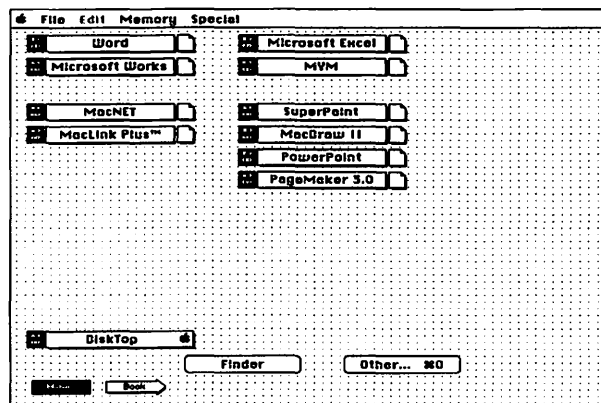 File Edit Memory Special
Word Microsoft Excel
Microsoft Works MVM
MacNET SuperPaint
MacLink Plus™ MacDraw II
PowerPoint
PageMaker 3.0
DiskTop
Finder Other... ⌘O
Book